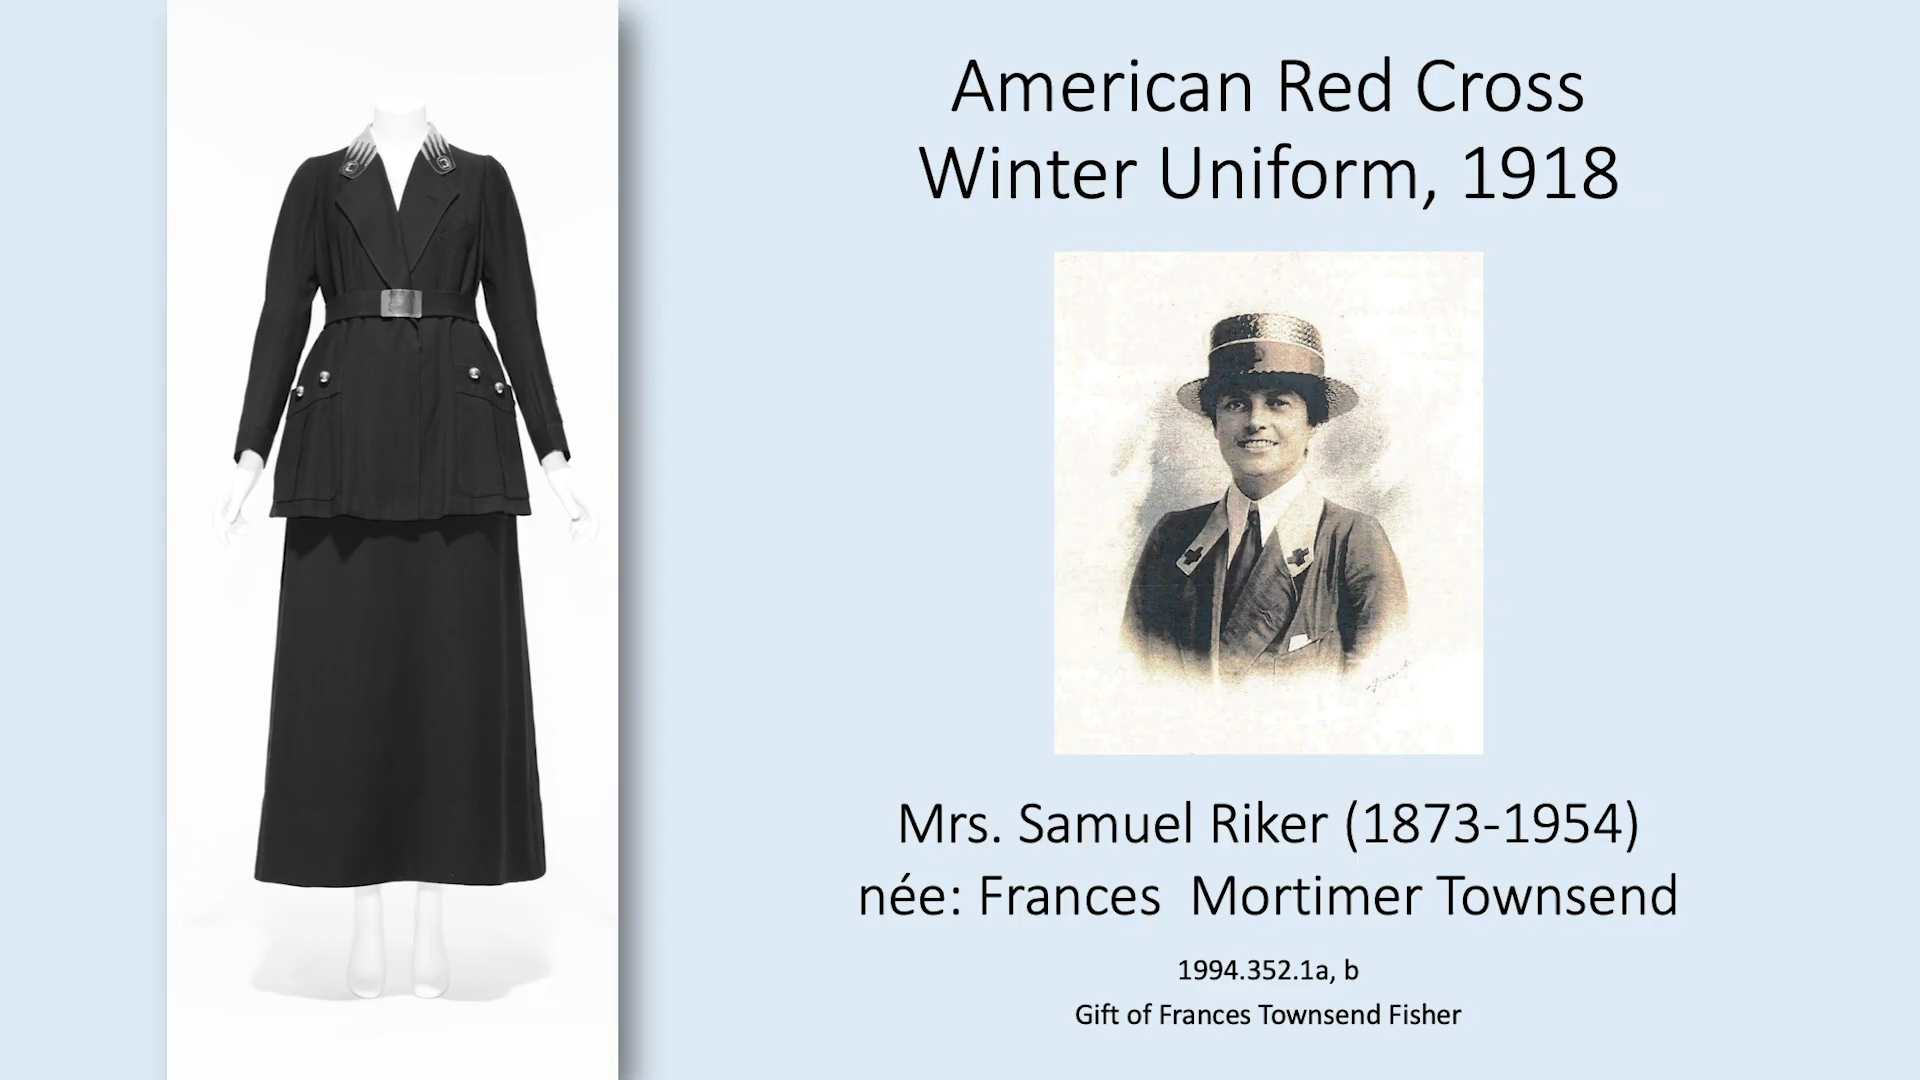 American Red Cross
Winter Uniform, 1918
Mrs. Samuel Riker (1873-1954)
née: Frances Mortimer Townsend
1994.352.1a, b
Gift of Frances Townsend Fisher